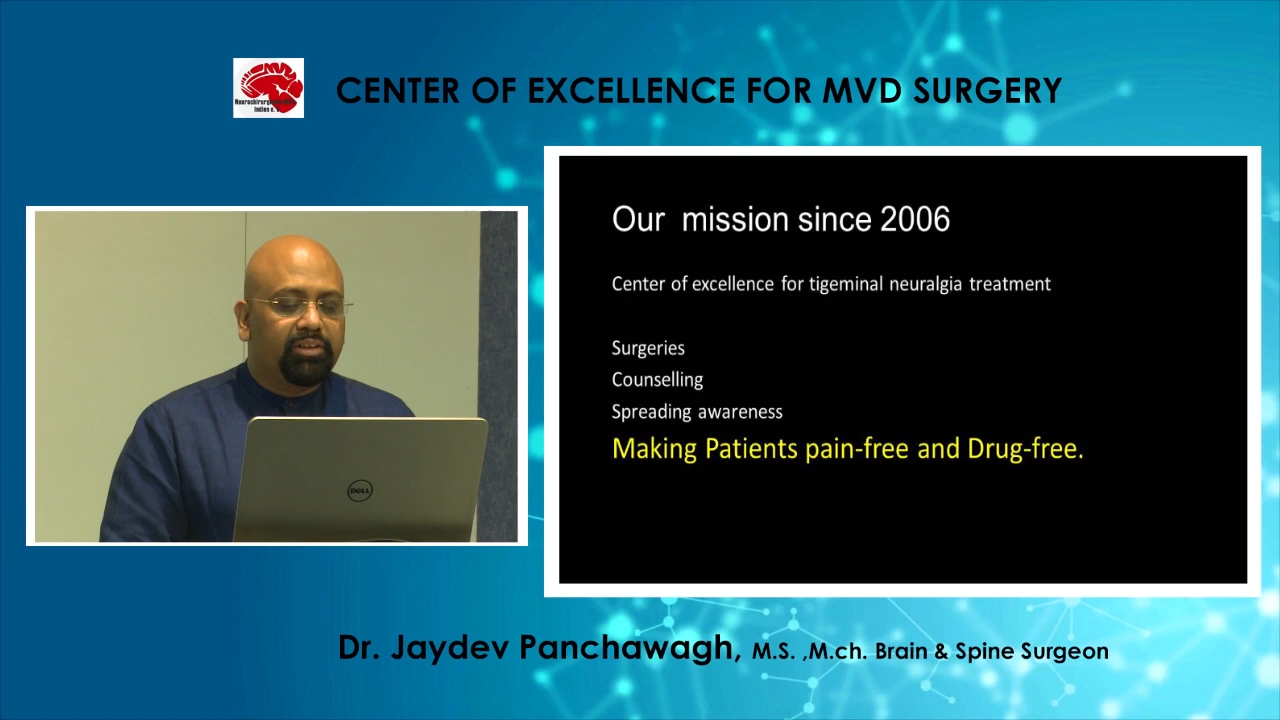 CENTER OF EXCELLENCE FOR MVD SURGERY
Our mission since 2006
Center of excellence for tigeminal neuralgia treatment
Surgeries
Counselling
Spreading awareness
Making Patients pain-free and Drug-free.
DELL
Dr. Jaydev Panchawagh, M.S. ,M.ch. Brain & Spine Surgeon